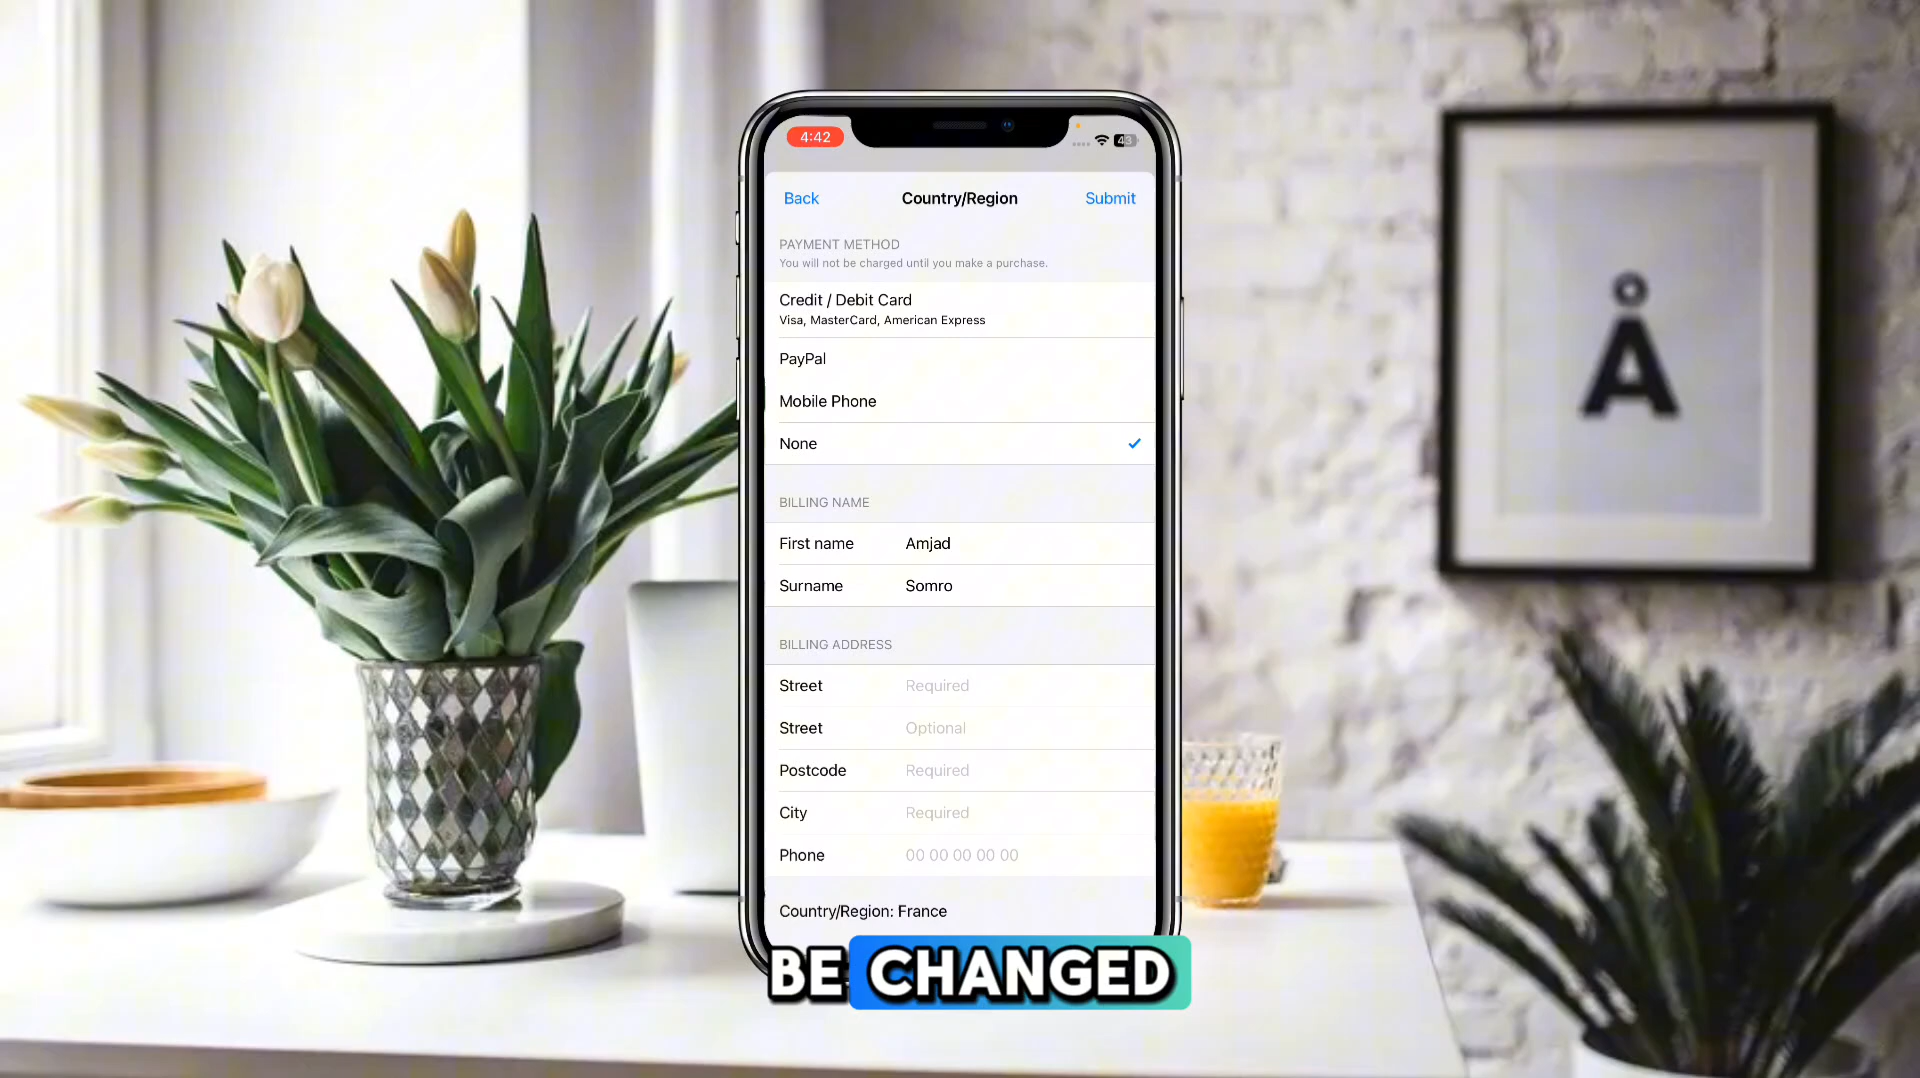 4:42
43
Back Country/Region Submit
PAYMENT METHOD
You will not be charged until you make a purchase.
Credit / Debit Card
Visa, MasterCard, American Express
PayPal
Mobile Phone
None
BILLING NAME
First name Amjad
Surname Somro
BILLING ADDRESS
Street Required
Street Optional
Postcode Required
City Required
Phone 00 00 00 00 00
Country/Region: France
BE CHANGED
Å